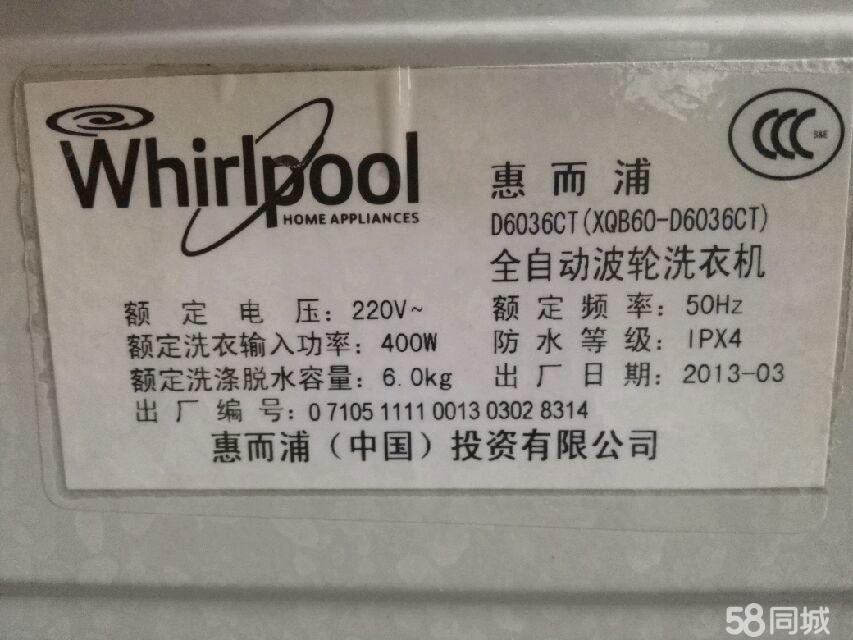 Whirlpool
HOME APPLIANCES
CCC
S&E
惠而浦
D6036CT(XQB60-D6036CT)
全自动波轮洗衣机
额定电压：220V~
额定频率：50Hz
额定洗衣输入功率：400W
防水等级：IPX4
额定洗涤脱水容量：6.0kg
出厂日期：2013-03
出厂编号：0 7105 1111 0013 0302 8314
惠而浦（中国）投资有限公司
58同城